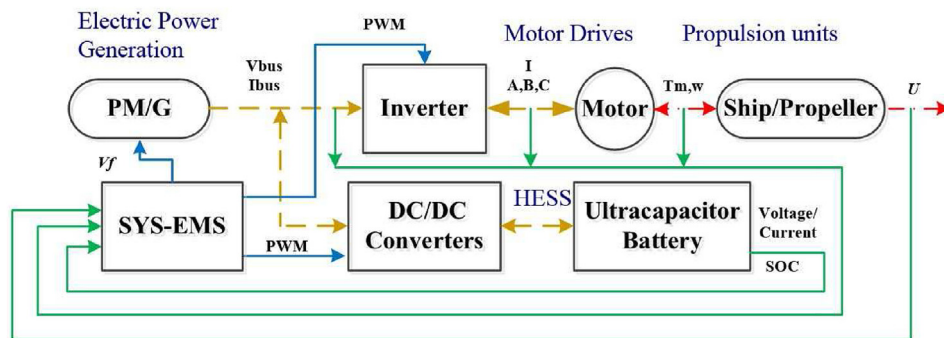 Electric Power
Generation
PWM
Motor Drives
Propulsion units
Vbus
Ibus
I
A,B,C
Tm,w
U
PM/G
Inverter
Motor
Ship/Propeller
Vf
HESS
SYS-EMS
DC/DC
Converters
Ultracapacitor
Battery
Voltage/
Current
PWM
SOC